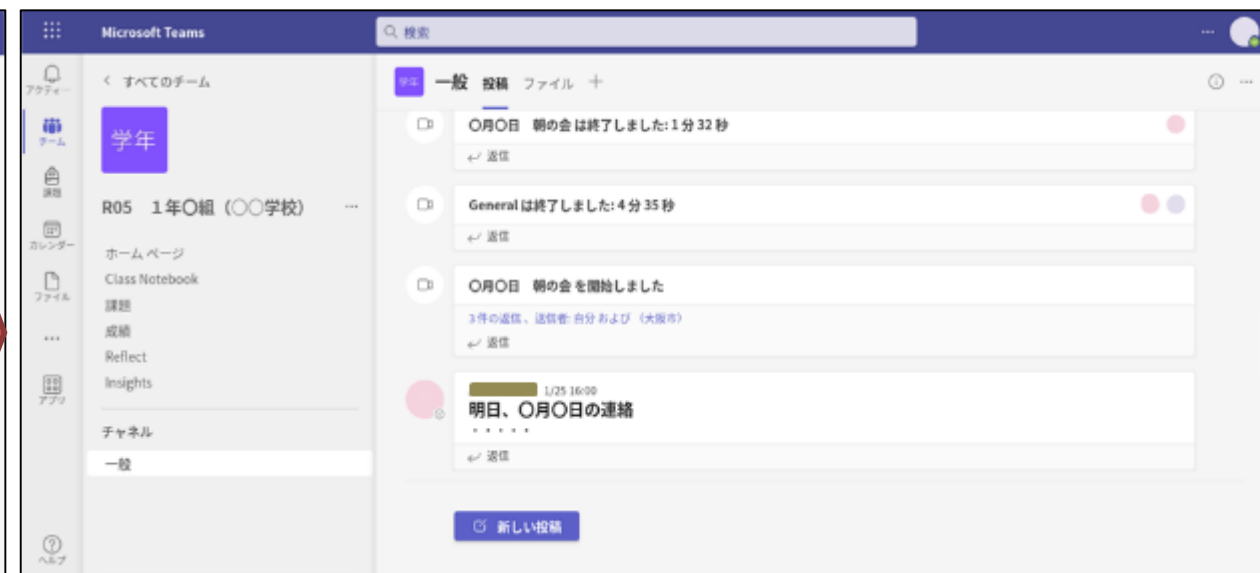 Microsoft Teams
検索
アクティ…
チーム
課題
カレンダー
ファイル
アプリ
ヘルプ
すべてのチーム
学年
R05 1年〇組（〇〇学校）
ホーム ページ
Class Notebook
課題
成績
Reflect
Insights
チャネル
一般
学年 一般 投稿 ファイル
〇月〇日 朝の会 は終了しました: 1 分 32 秒
返信
General は終了しました: 4 分 35 秒
返信
〇月〇日 朝の会 を開始しました
3 件の返信、送信者: 自分 および （大阪市）
返信
1/25 16:00
明日、〇月〇日の連絡
・・・・・
返信
新しい投稿